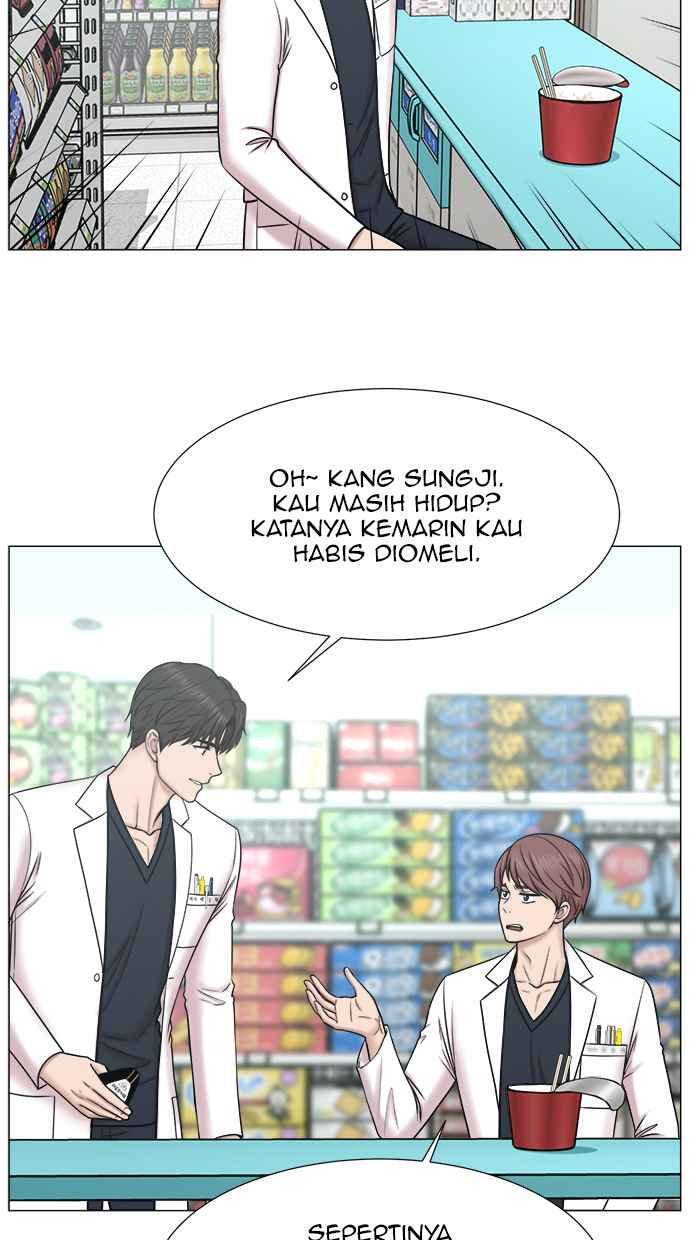 OH~ KANG SUNGJI.
KAU MASIH HIDUP?
KATANYA KEMARIN KAU
HABIS DIOMELI.
SEPERTINYA